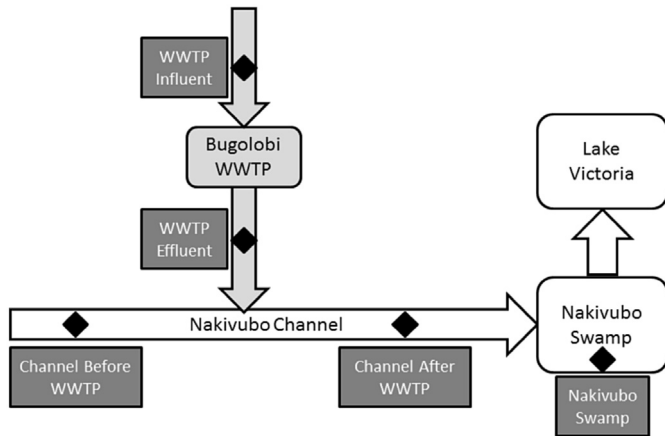 WWTP
Influent
Bugolobi
WWTP
Lake
Victoria
WWTP
Effluent
Nakivubo Channel
Nakivubo
Swamp
Channel Before
WWTP
Channel After
WWTP
Nakivubo
Swamp